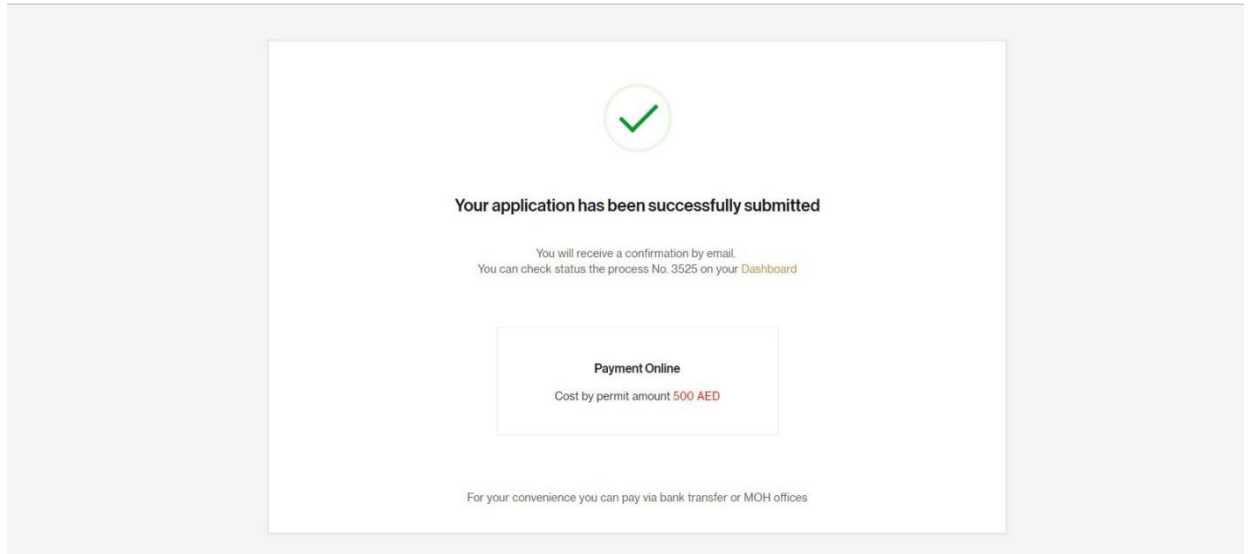 Your application has been successfully submitted
You will receive a confirmation by email.
You can check status the process No. 3525 on your Dashboard
Payment Online
Cost by permit amount 500 AED
For your convenience you can pay via bank transfer or MOH offices